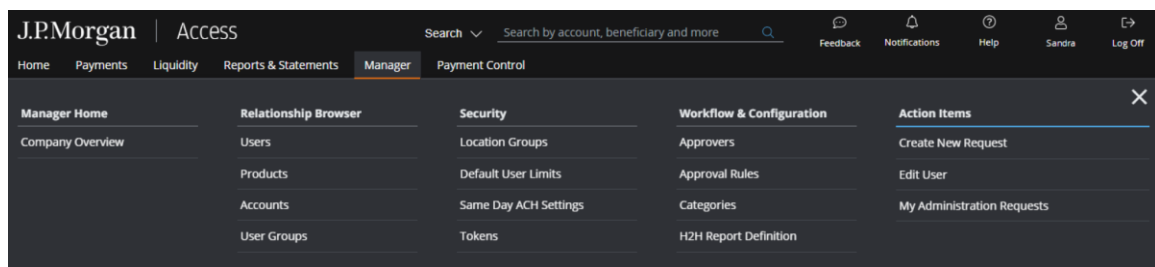 J.P.Morgan | Access
Search Search by account, beneficiary and more
Feedback Notifications Help Sandra Log Off
Home Payments Liquidity Reports & Statements Manager Payment Control
Manager Home
Company Overview
Relationship Browser
Users
Products
Accounts
User Groups
Security
Location Groups
Default User Limits
Same Day ACH Settings
Tokens
Workflow & Configuration
Approvers
Approval Rules
Categories
H2H Report Definition
Action Items
Create New Request
Edit User
My Administration Requests